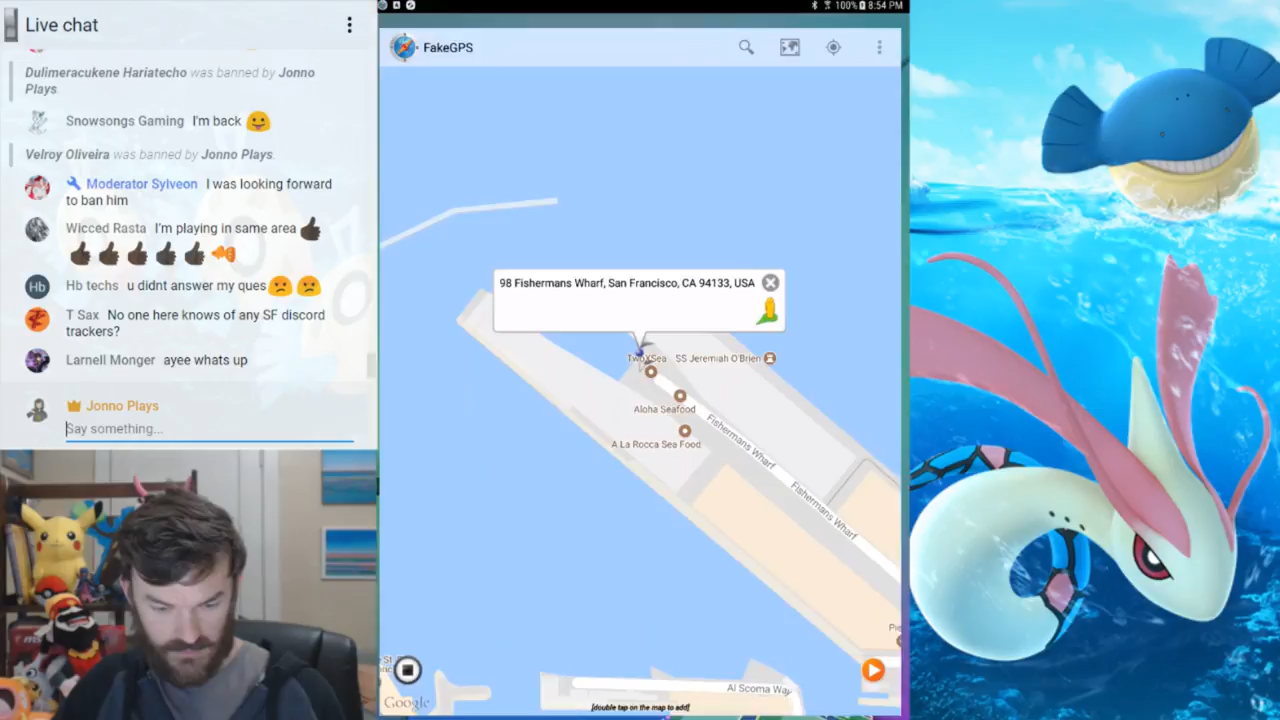 Live chat
Dulimeracukene Hariatecho was banned by Jonno
Plays.
Snowsongs Gaming I'm back
Velroy Oliveira was banned by Jonno Plays.
Moderator Sylveon I was looking forward
to ban him
Wicced Rasta I'm playing in same area
Hb
Hb techs u didnt answer my ques
T Sax No one here knows of any SF discord
trackers?
Larnell Monger ayee whats up
Jonno Plays
Say something...
100% 8:54 PM
FakeGPS
98 Fishermans Wharf, San Francisco, CA 94133, USA
TwoXSea SS Jeremiah O'Brien
Aloha Seafood
A La Rocca Sea Food
Fishermans Wharf
Fishermans Wharf
Al Scoma Way
Google
[double tap on the map to add]